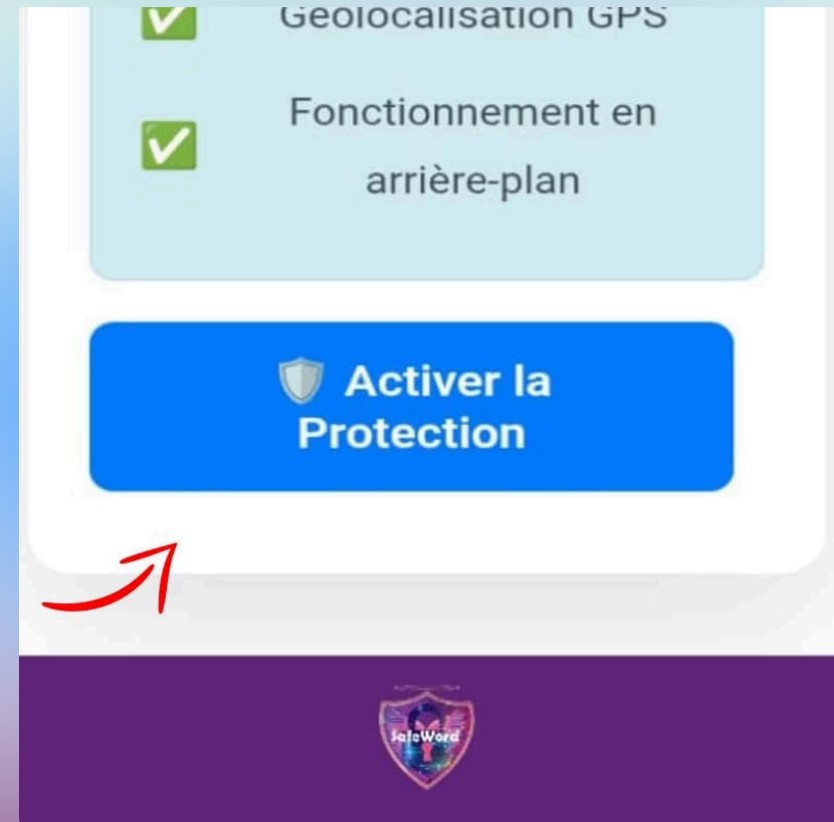 Géolocalisation GPS
Fonctionnement en
arrière-plan
Activer la
Protection
SafeWord